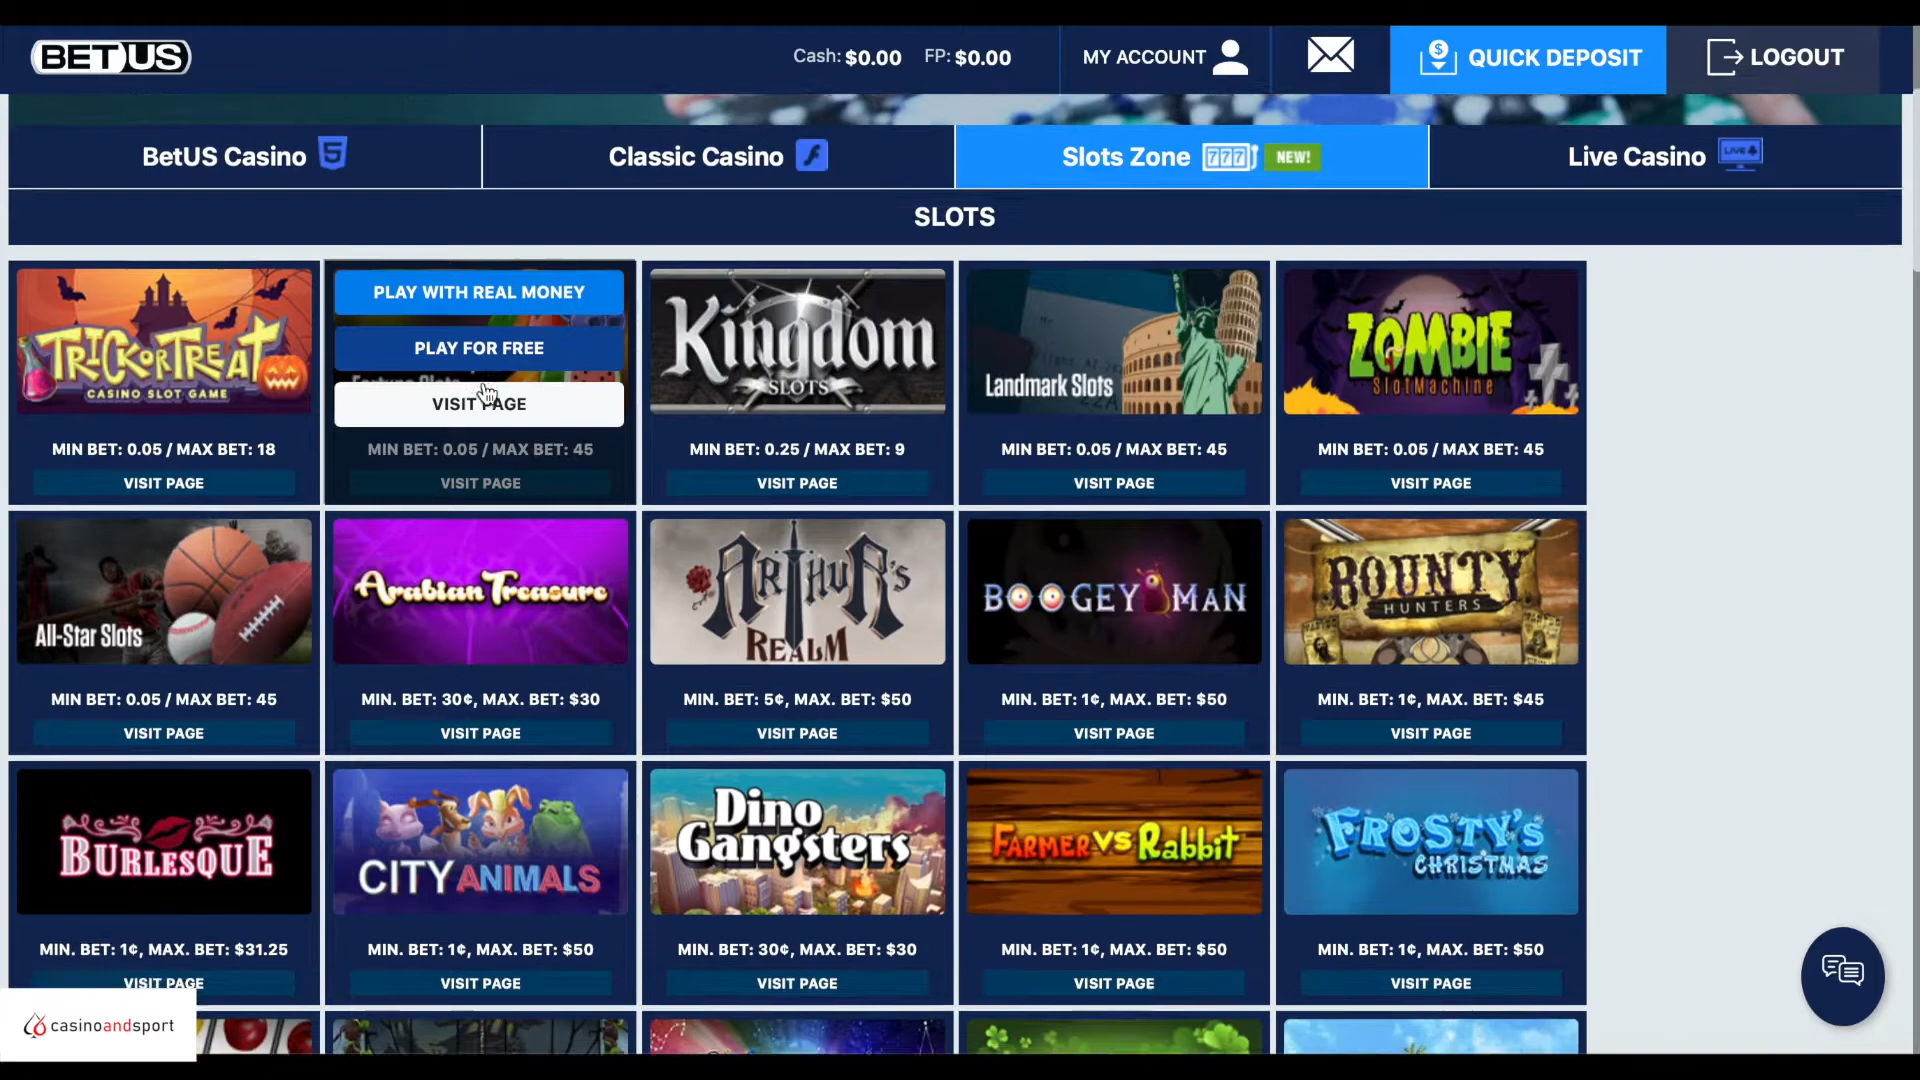 BETUS
Cash: $0.00 FP: $0.00
MY ACCOUNT
QUICK DEPOSIT
LOGOUT
BetUS Casino
Classic Casino
Slots Zone 777 NEW!
Live Casino LIVE
SLOTS
TRICK OR TREAT
CASINO SLOT GAME
MIN BET: 0.05 / MAX BET: 18
VISIT PAGE
PLAY WITH REAL MONEY
PLAY FOR FREE
VISIT PAGE
MIN BET: 0.05 / MAX BET: 45
VISIT PAGE
Kingdom
SLOTS
MIN BET: 0.25 / MAX BET: 9
VISIT PAGE
Landmark Slots
MIN BET: 0.05 / MAX BET: 45
VISIT PAGE
ZOMBIE
SlotMachine
MIN BET: 0.05 / MAX BET: 45
VISIT PAGE
All-Star Slots
MIN BET: 0.05 / MAX BET: 45
VISIT PAGE
Arabian Treasure
MIN. BET: 30¢, MAX. BET: $30
VISIT PAGE
ARTHUR'S
REALM
MIN. BET: 5¢, MAX. BET: $50
VISIT PAGE
BOOGEY MAN
MIN. BET: 1¢, MAX. BET: $50
VISIT PAGE
BOUNTY
HUNTERS
MIN. BET: 1¢, MAX. BET: $45
VISIT PAGE
BURLESQUE
MIN. BET: 1¢, MAX. BET: $31.25
VISIT PAGE
CITY ANIMALS
MIN. BET: 1¢, MAX. BET: $50
VISIT PAGE
Dino
Gangsters
MIN. BET: 30¢, MAX. BET: $30
VISIT PAGE
FARMER vs Rabbit
MIN. BET: 1¢, MAX. BET: $50
VISIT PAGE
FROSTY'S
CHRISTMAS
MIN. BET: 1¢, MAX. BET: $50
VISIT PAGE
casinoandsport